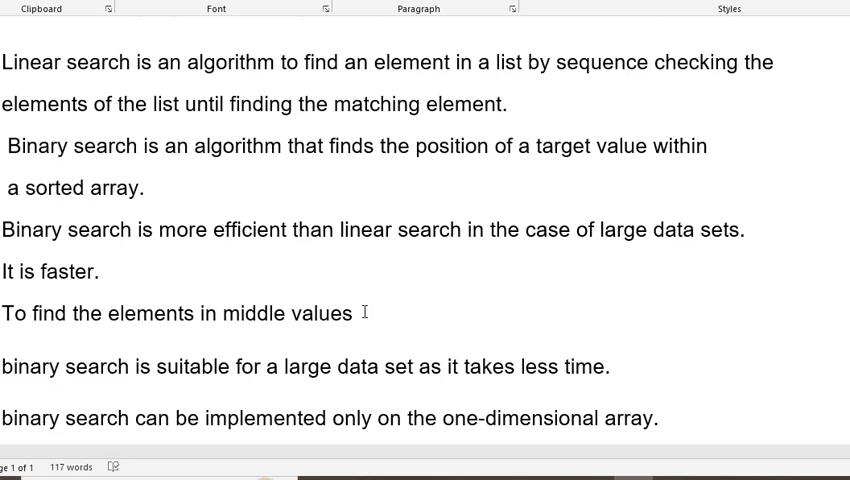 Clipboard Font Paragraph Styles
Linear search is an algorithm to find an element in a list by sequence checking the
elements of the list until finding the matching element.
Binary search is an algorithm that finds the position of a target value within
a sorted array.
Binary search is more efficient than linear search in the case of large data sets.
It is faster.
To find the elements in middle values
binary search is suitable for a large data set as it takes less time.
binary search can be implemented only on the one-dimensional array.
ge 1 of 1 117 words